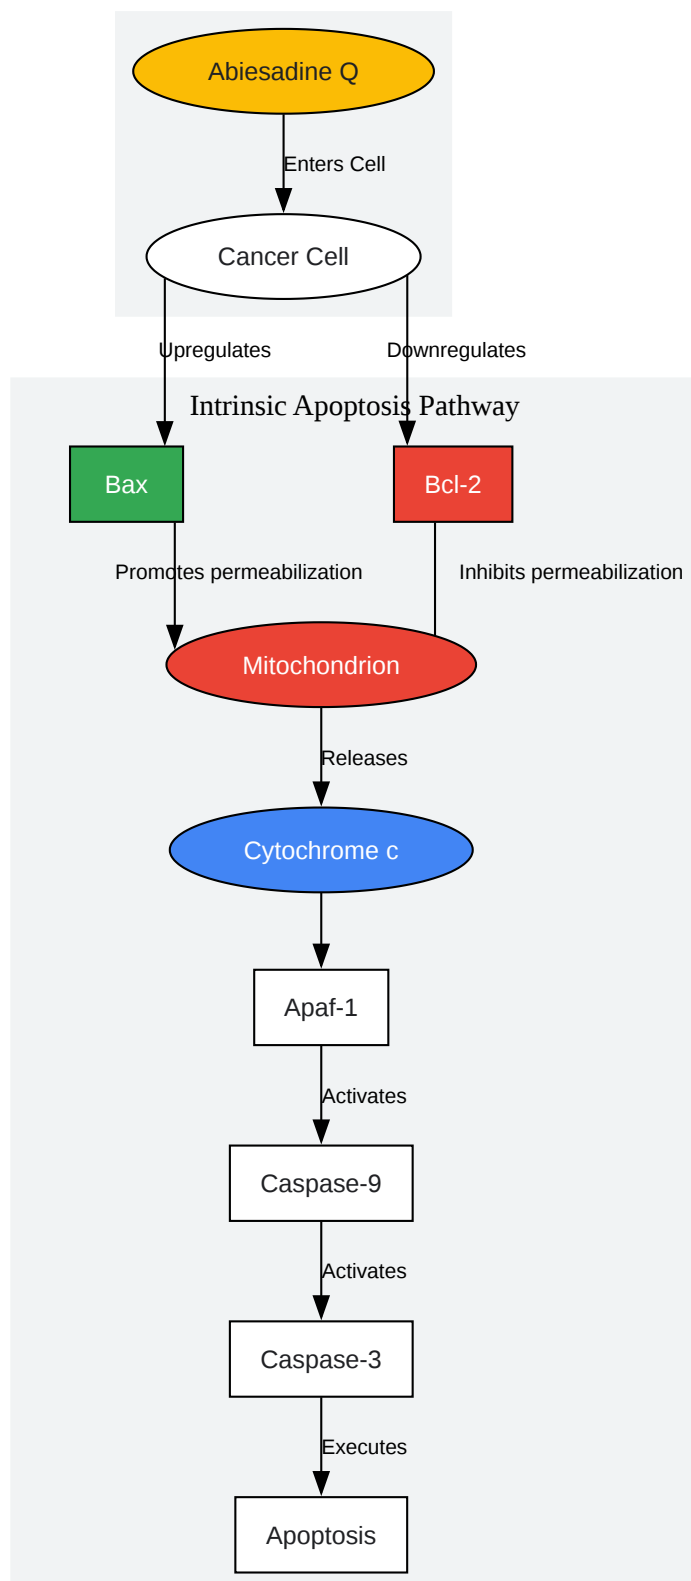 Abiesadine Q
Enters Cell
Cancer Cell
Upregulates
Downregulates
Intrinsic Apoptosis Pathway
Bax
Bcl-2
Promotes permeabilization
Inhibits permeabilization
Mitochondrion
Releases
Cytochrome c
Apaf-1
Activates
Caspase-9
Activates
Caspase-3
Executes
Apoptosis